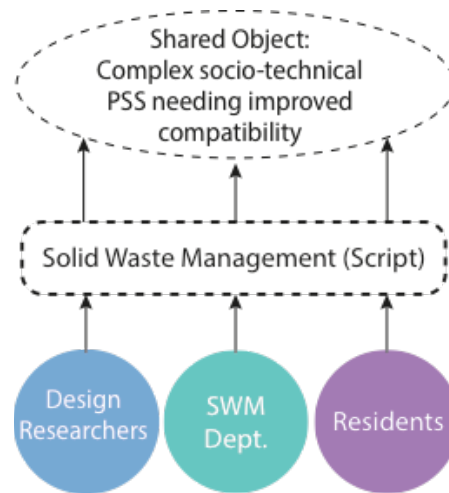 Shared Object:
Complex socio-technical
PSS needing improved
compatibility
Solid Waste Management (Script)
Design
Researchers
SWM
Dept.
Residents